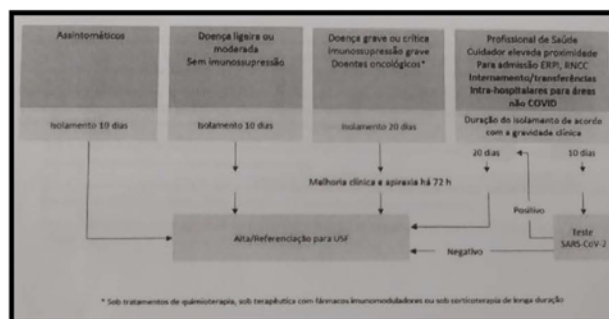 Assintomáticos
Doença ligeira ou
moderada
Sem imunossupressão
Doença grave ou crítica
Imunossupressão grave
Doentes oncológicos*
Profissional de Saúde
Cuidador elevada proximidade
Para admissão ERPI, RNCC
Internamento/transferências
Intra-hospitalares para áreas
não COVID
Isolamento 10 dias
Isolamento 10 dias
Isolamento 20 dias
Duração do isolamento de acordo
com a gravidade clínica
20 dias
10 dias
Melhoria clínica e apirexia há 72 h
Positivo
Alta/Referenciação para USF
Teste
SARS-CoV-2
Negativo
* Sob tratamentos de quimioterapia, sob terapêutica com fármacos imunomoduladores ou sob corticoterapia de longa duração